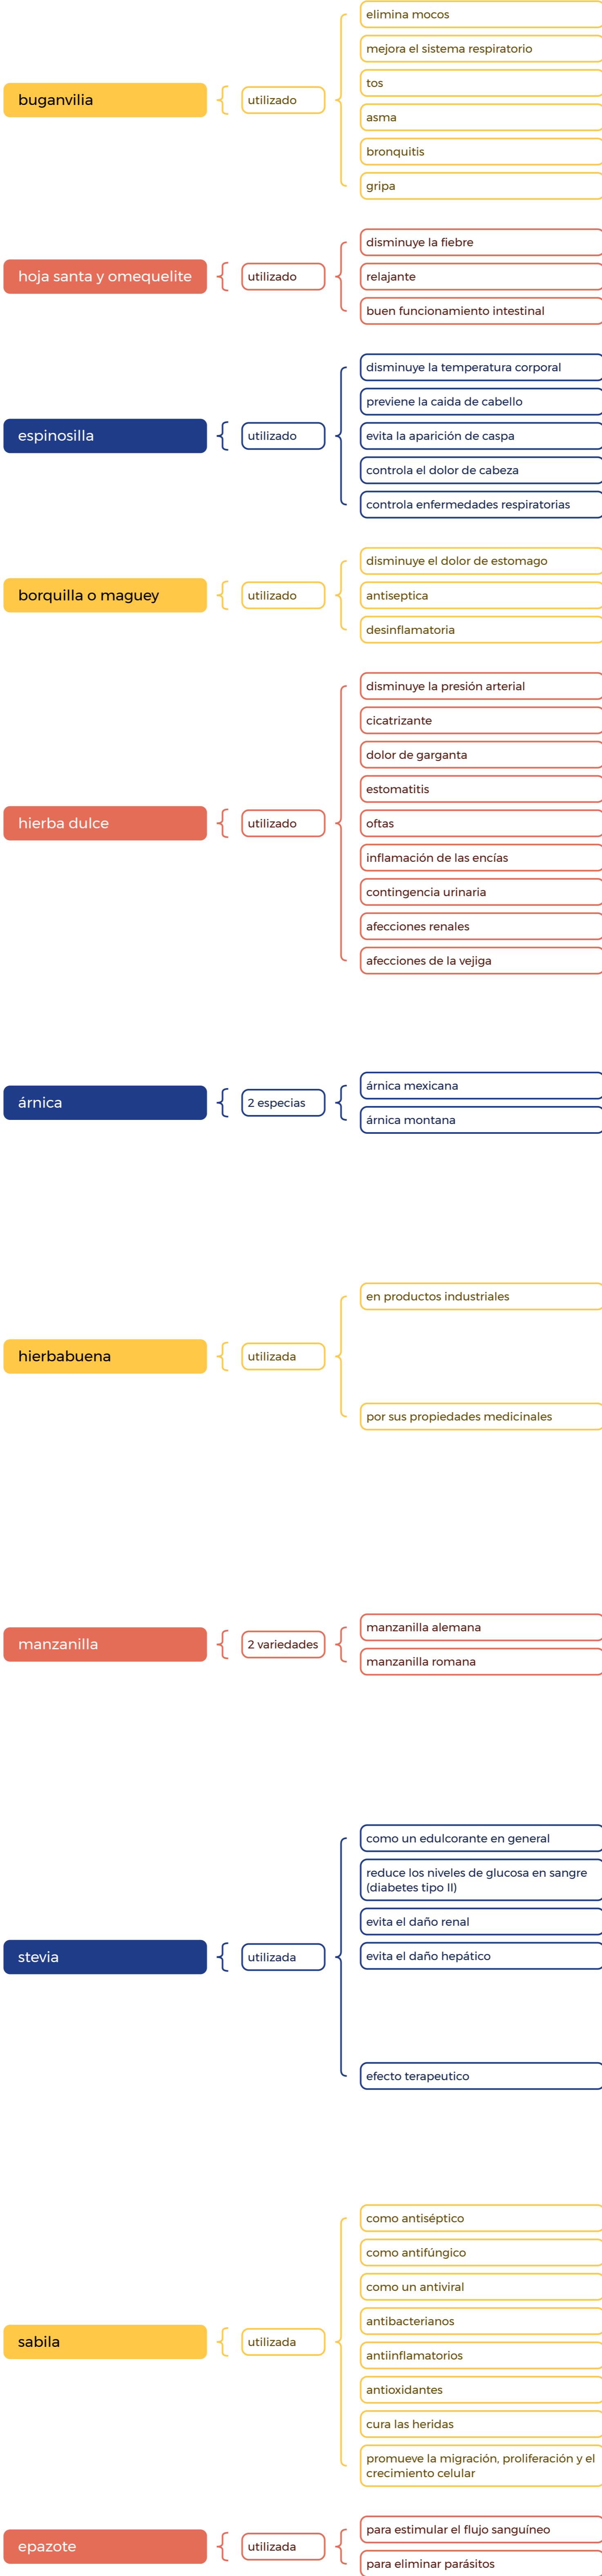 buganvilia
utilizado
elimina mocos
mejora el sistema respiratorio
tos
asma
bronquitis
gripa
hoja santa y omequelite
utilizado
disminuye la fiebre
relajante
buen funcionamiento intestinal
espinosilla
utilizado
disminuye la temperatura corporal
previene la caida de cabello
evita la aparición de caspa
controla el dolor de cabeza
controla enfermedades respiratorias
borquilla o maguey
utilizado
disminuye el dolor de estomago
antiseptica
desinflamatoria
hierba dulce
utilizado
disminuye la presión arterial
cicatrizante
dolor de garganta
estomatitis
oftas
inflamación de las encías
contingencia urinaria
afecciones renales
afecciones de la vejiga
árnica
2 especias
árnica mexicana
árnica montana
hierbabuena
utilizada
en productos industriales
por sus propiedades medicinales
manzanilla
2 variedades
manzanilla alemana
manzanilla romana
stevia
utilizada
como un edulcorante en general
reduce los niveles de glucosa en sangre
(diabetes tipo II)
evita el daño renal
evita el daño hepático
efecto terapeutico
sabila
utilizada
como antiséptico
como antifúngico
como un antiviral
antibacterianos
antiinflamatorios
antioxidantes
cura las heridas
promueve la migración, proliferación y el
crecimiento celular
epazote
utilizada
para estimular el flujo sanguíneo
para eliminar parásitos